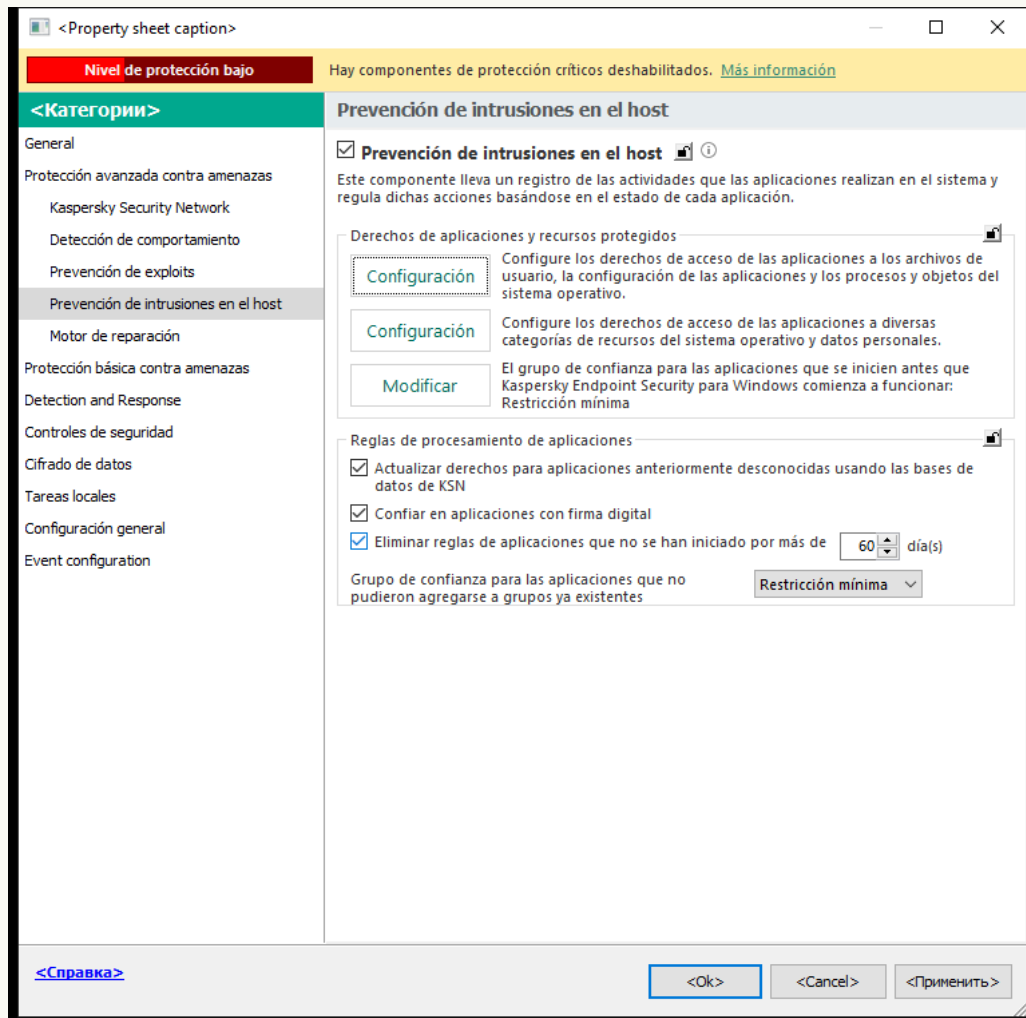 <Property sheet caption>
Nivel de protección bajo
Hay componentes de protección críticos deshabilitados. Más información
<Категории>
General
Protección avanzada contra amenazas
Kaspersky Security Network
Detección de comportamiento
Prevención de exploits
Prevención de intrusiones en el host
Motor de reparación
Protección básica contra amenazas
Detection and Response
Controles de seguridad
Cifrado de datos
Tareas locales
Configuración general
Event configuration
Prevención de intrusiones en el host
Prevención de intrusiones en el host
Este componente lleva un registro de las actividades que las aplicaciones realizan en el sistema y
regula dichas acciones basándose en el estado de cada aplicación.
Derechos de aplicaciones y recursos protegidos
Configuración
Configure los derechos de acceso de las aplicaciones a los archivos de
usuario, la configuración de las aplicaciones y los procesos y objetos del
sistema operativo.
Configuración
Configure los derechos de acceso de las aplicaciones a diversas
categorías de recursos del sistema operativo y datos personales.
Modificar
El grupo de confianza para las aplicaciones que se inicien antes que
Kaspersky Endpoint Security para Windows comienza a funcionar:
Restricción mínima
Reglas de procesamiento de aplicaciones
Actualizar derechos para aplicaciones anteriormente desconocidas usando las bases de
datos de KSN
Confiar en aplicaciones con firma digital
Eliminar reglas de aplicaciones que no se han iniciado por más de 60 día(s)
Grupo de confianza para las aplicaciones que no
pudieron agregarse a grupos ya existentes
Restricción mínima
<Справка>
<Ok>
<Cancel>
<Применить>